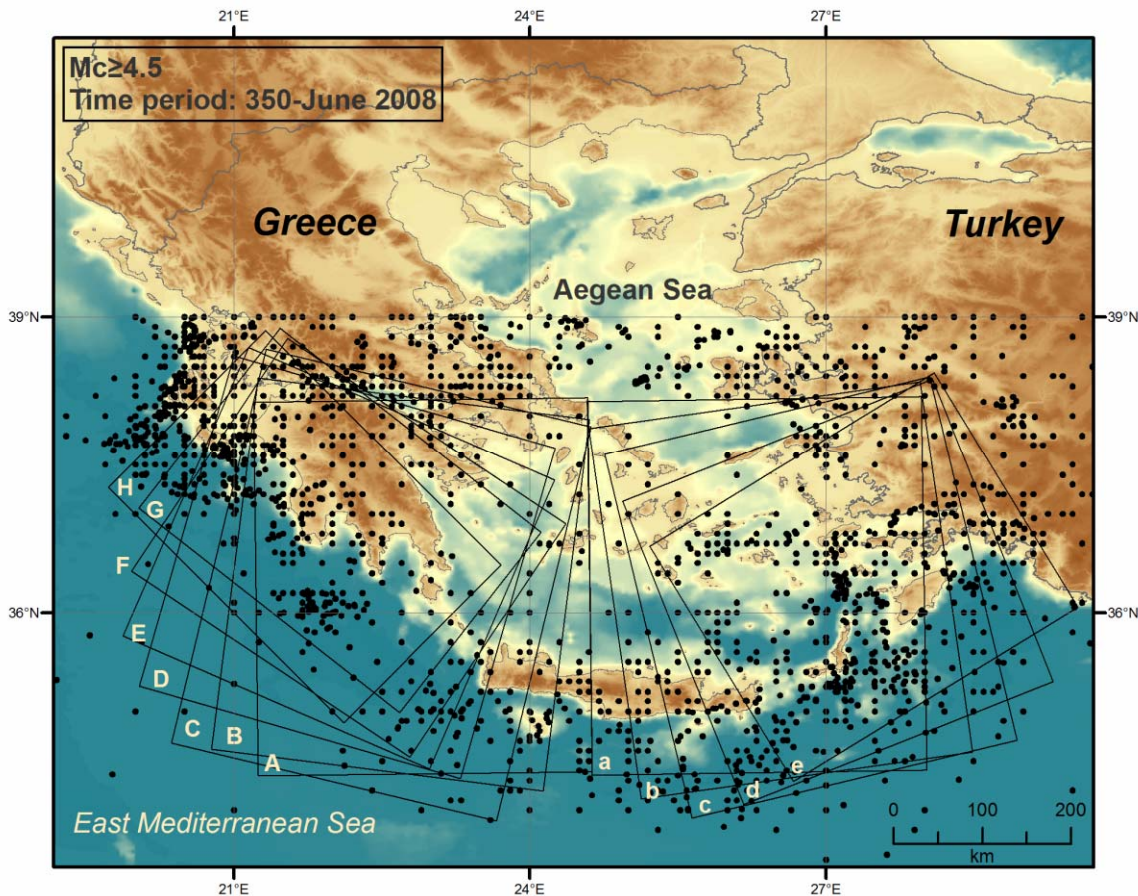 21°E 24°E 27°E
Mc≥4.5
Time period: 350-June 2008
Greece Turkey
Aegean Sea
39°N 39°N
H
G
F
36°N 36°N
E
D
C B
A a e
b c d
0 100 200
km
East Mediterranean Sea
21°E 24°E 27°E